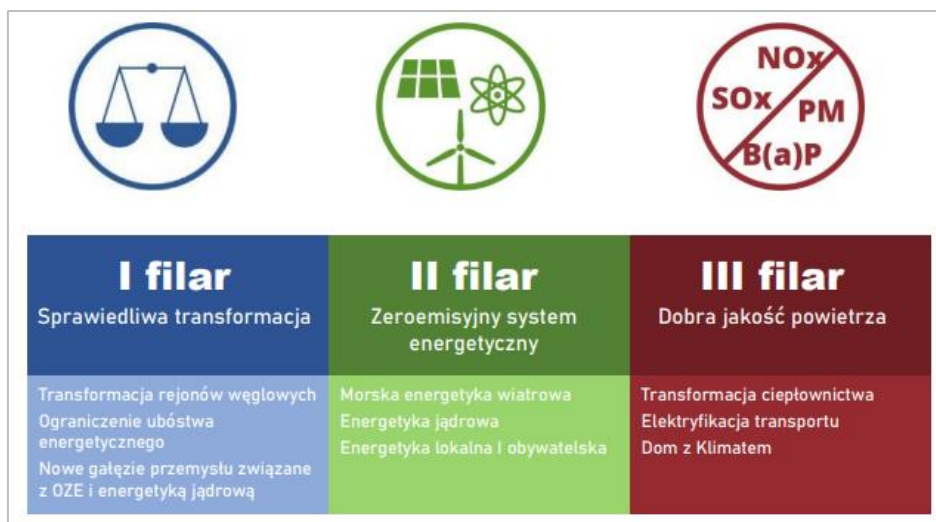 NOx
SOx
PM
B(a)P
I filar
Sprawiedliwa transformacja
Transformacja rejonów węglowych
Ograniczenie ubóstwa
energetycznego
Nowe gałęzie przemysłu związane
z OZE i energetyką jądrową
II filar
Zeroemisyjny system
energetyczny
Morska energetyka wiatrowa
Energetyka jądrowa
Energetyka lokalna I obywatelska
III filar
Dobra jakość powietrza
Transformacja ciepłownictwa
Elektryfikacja transportu
Dom z Klimatem